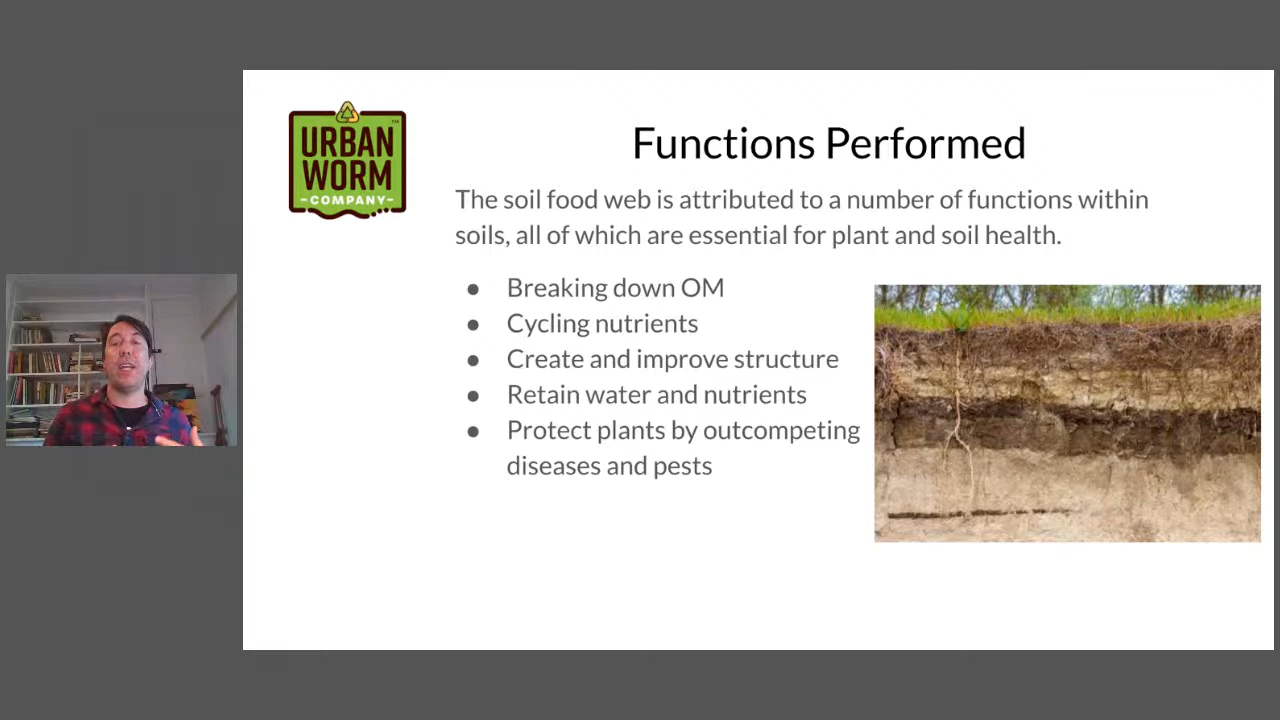 URBAN
WORM
-COMPANY-
TM
Functions Performed
The soil food web is attributed to a number of functions within
soils, all of which are essential for plant and soil health.
● Breaking down OM
● Cycling nutrients
● Create and improve structure
● Retain water and nutrients
● Protect plants by outcompeting
diseases and pests